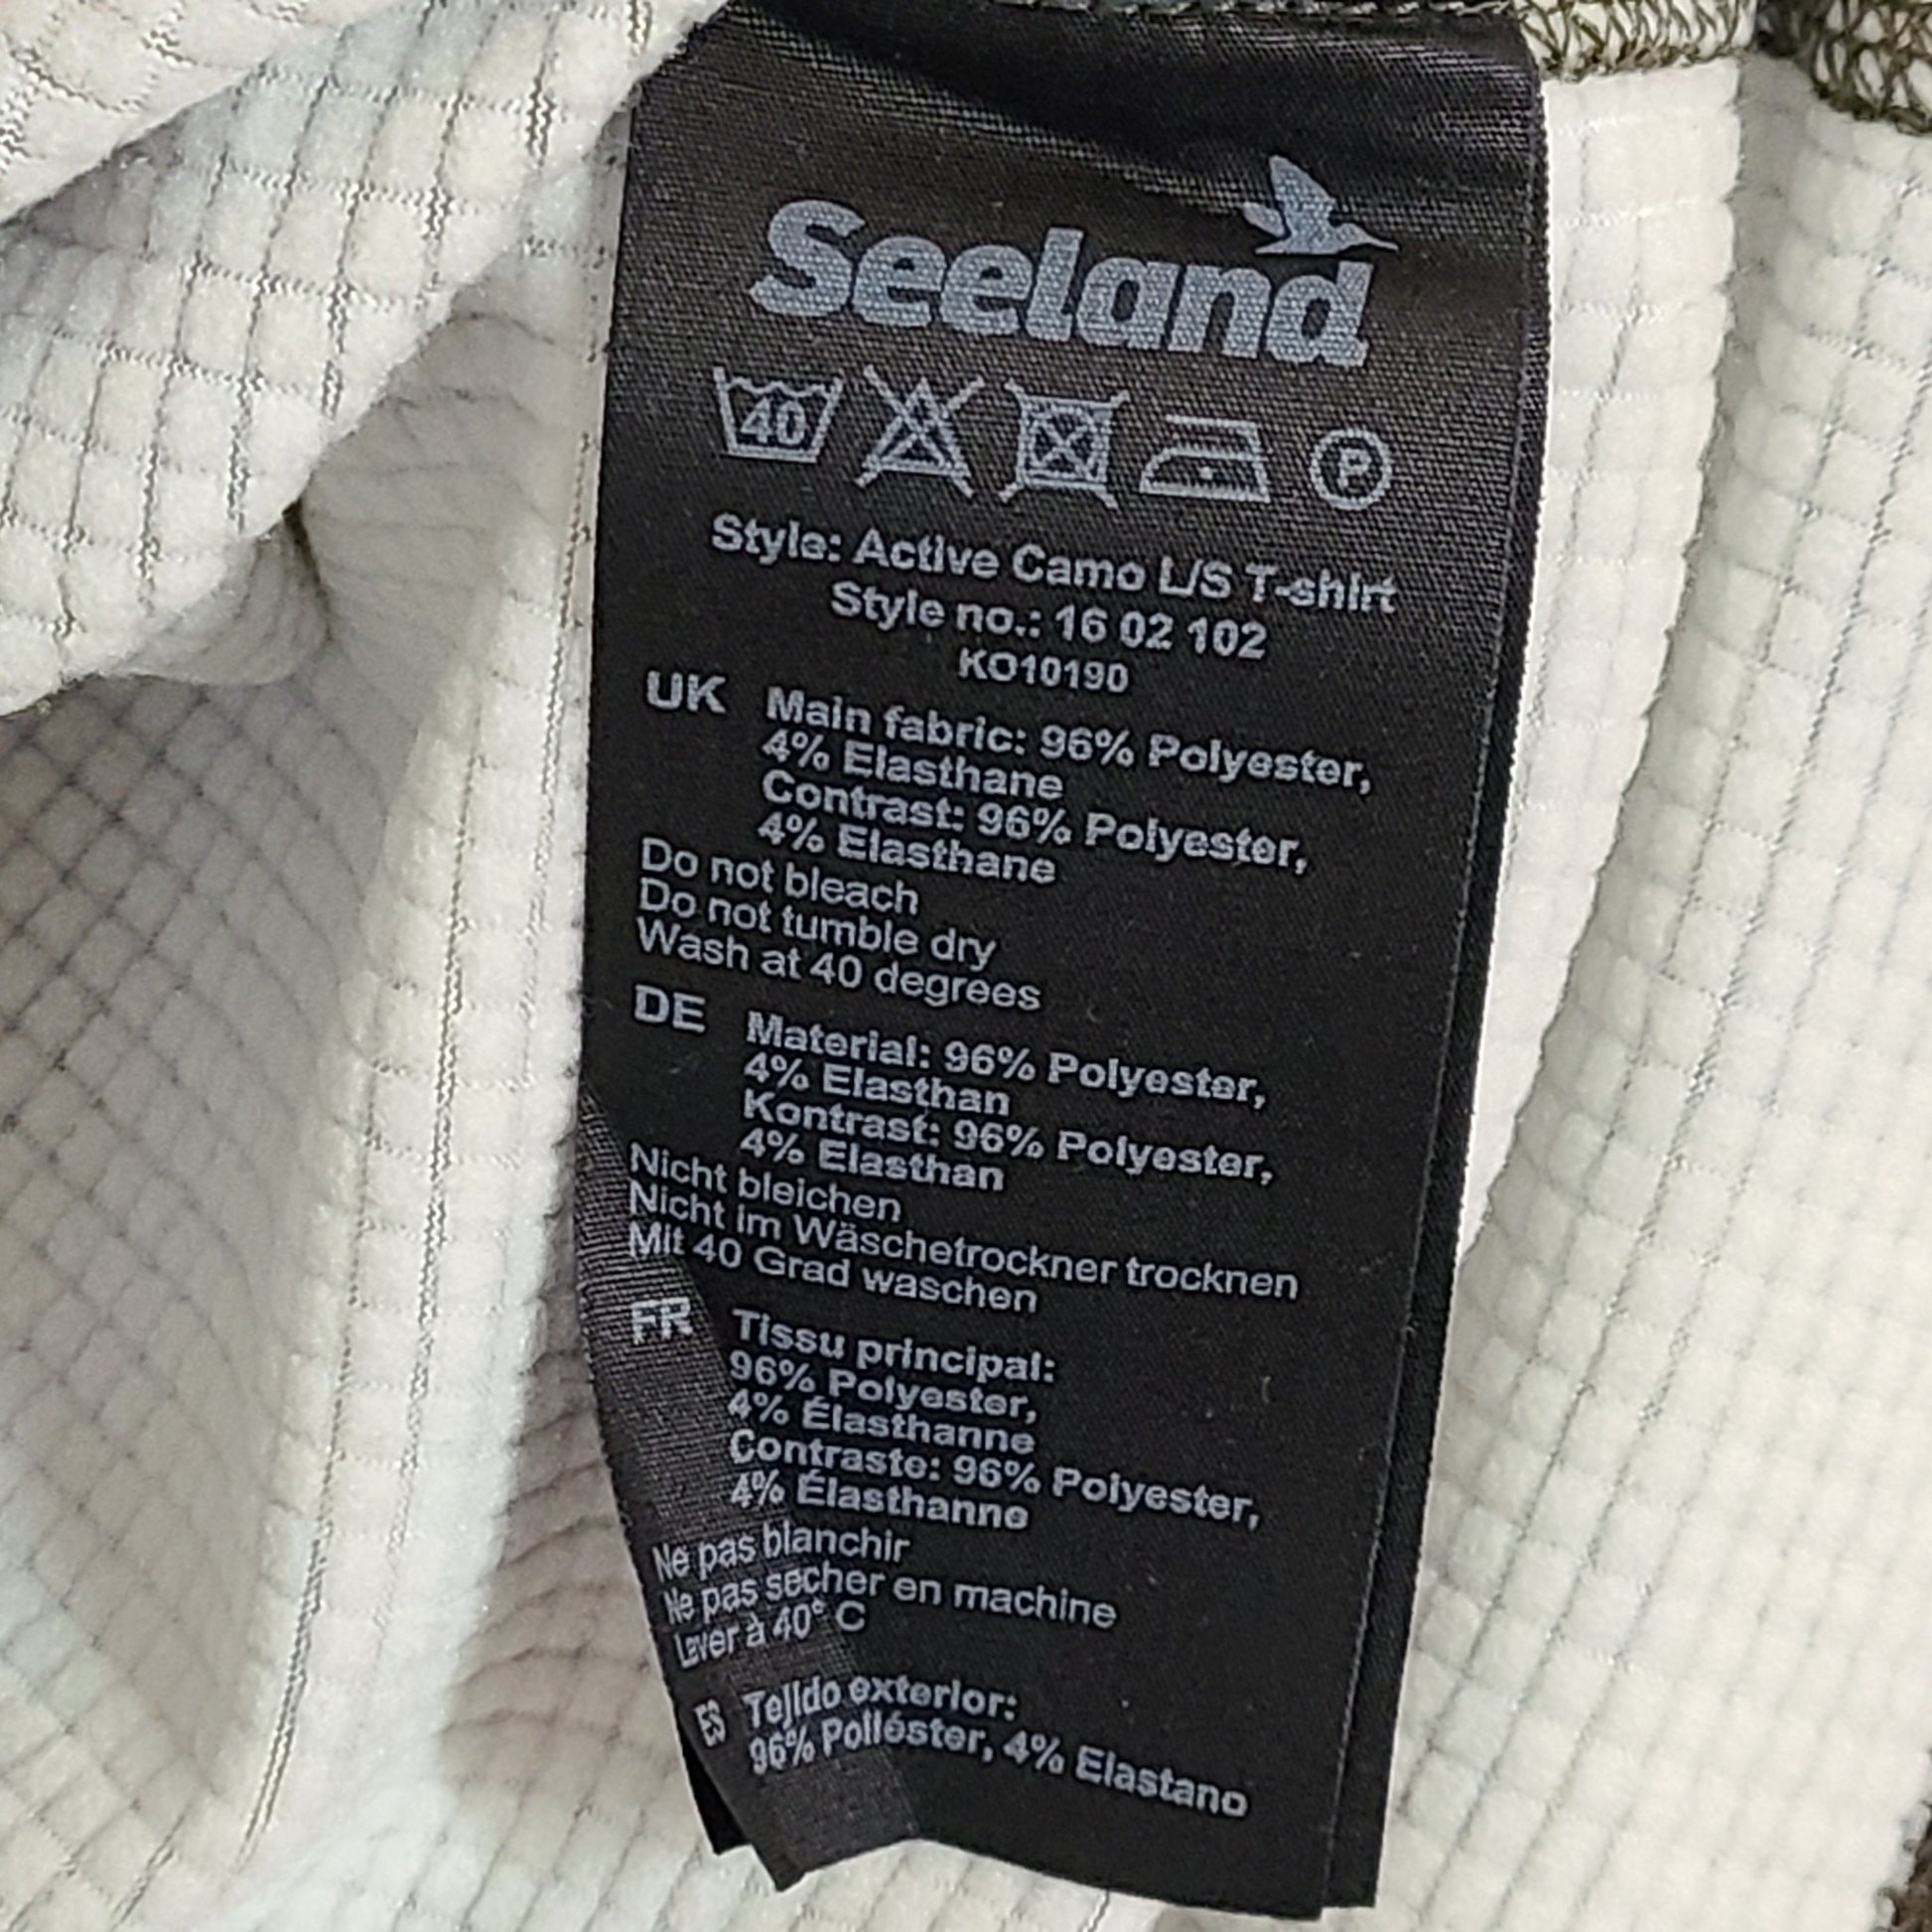 Seeland
40
P
Style: Active Camo L/S T-shirt
Style no.: 16 02 102
KO10190
UK Main fabric: 96% Polyester,
4% Elasthane
Contrast: 96% Polyester,
4% Elasthane
Do not bleach
Do not tumble dry
Wash at 40 degrees
DE Material: 96% Polyester,
4% Elasthan
Kontrast: 96% Polyester,
4% Elasthan
Nicht bleichen
Nicht im Wäschetrockner trocknen
Mit 40 Grad waschen
FR Tissu principal:
96% Polyester,
4% Élasthanne
Contraste: 96% Polyester,
4% Élasthanne
Ne pas blanchir
Ne pas secher en machine
Laver à 40° C
ES Tejido exterior:
96% Poliéster, 4% Elastano